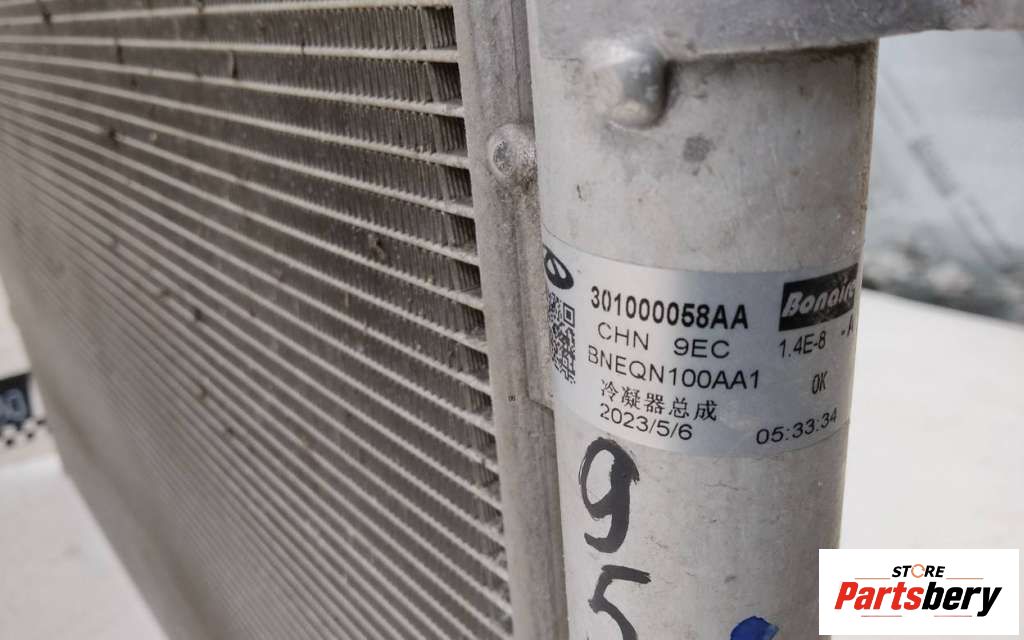 301000058AA
Bonaire
CHN 9EC
1.4E-8 -A
BNEQN100AA1
OK
冷凝器总成
2023/5/6
05:33:34
95
STORE
Partsbery